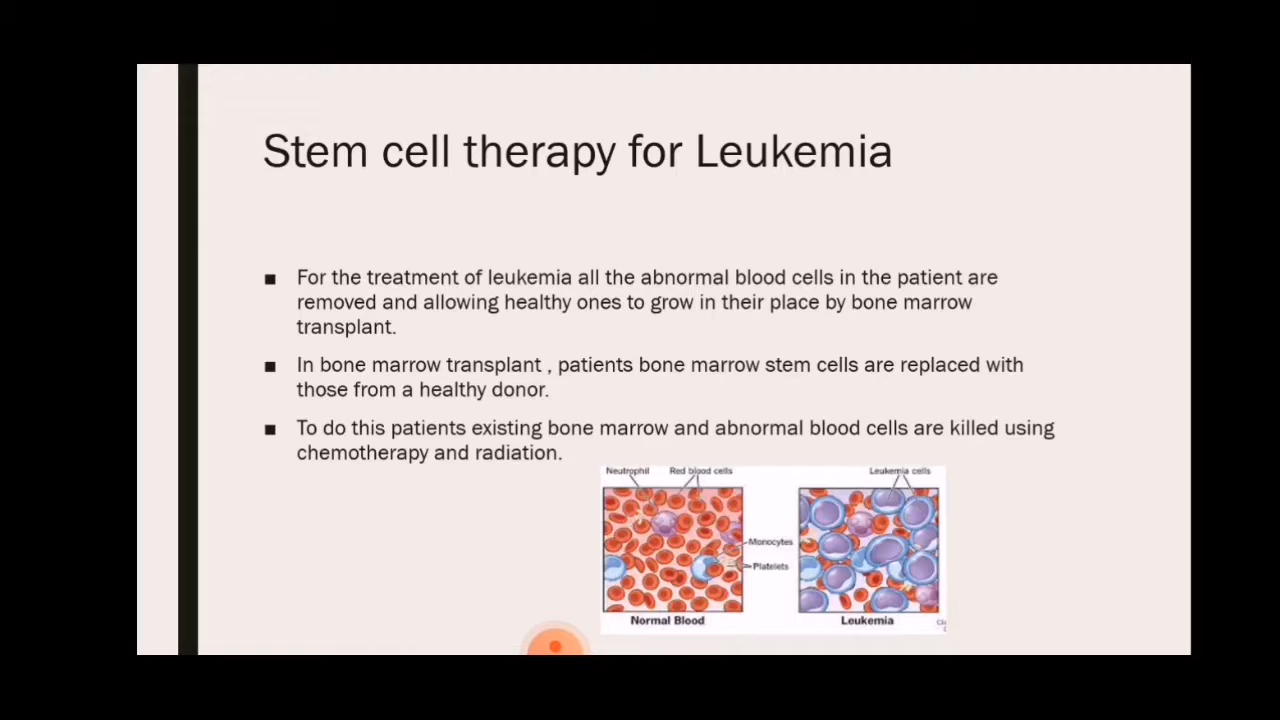 Stem cell therapy for Leukemia
■ For the treatment of leukemia all the abnormal blood cells in the patient are
removed and allowing healthy ones to grow in their place by bone marrow
transplant.
■ In bone marrow transplant , patients bone marrow stem cells are replaced with
those from a healthy donor.
■ To do this patients existing bone marrow and abnormal blood cells are killed using
chemotherapy and radiation.
Neutrophil Red blood cells Leukemia cells
Monocytes
Platelets
Normal Blood Leukemia